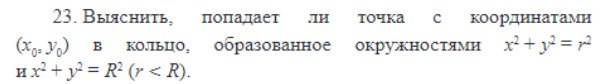 23. Выяснить, попадает ли точка с координатами
(x₀, y₀) в кольцо, образованное окружностями x² + y² = r²
и x² + y² = R² (r < R).